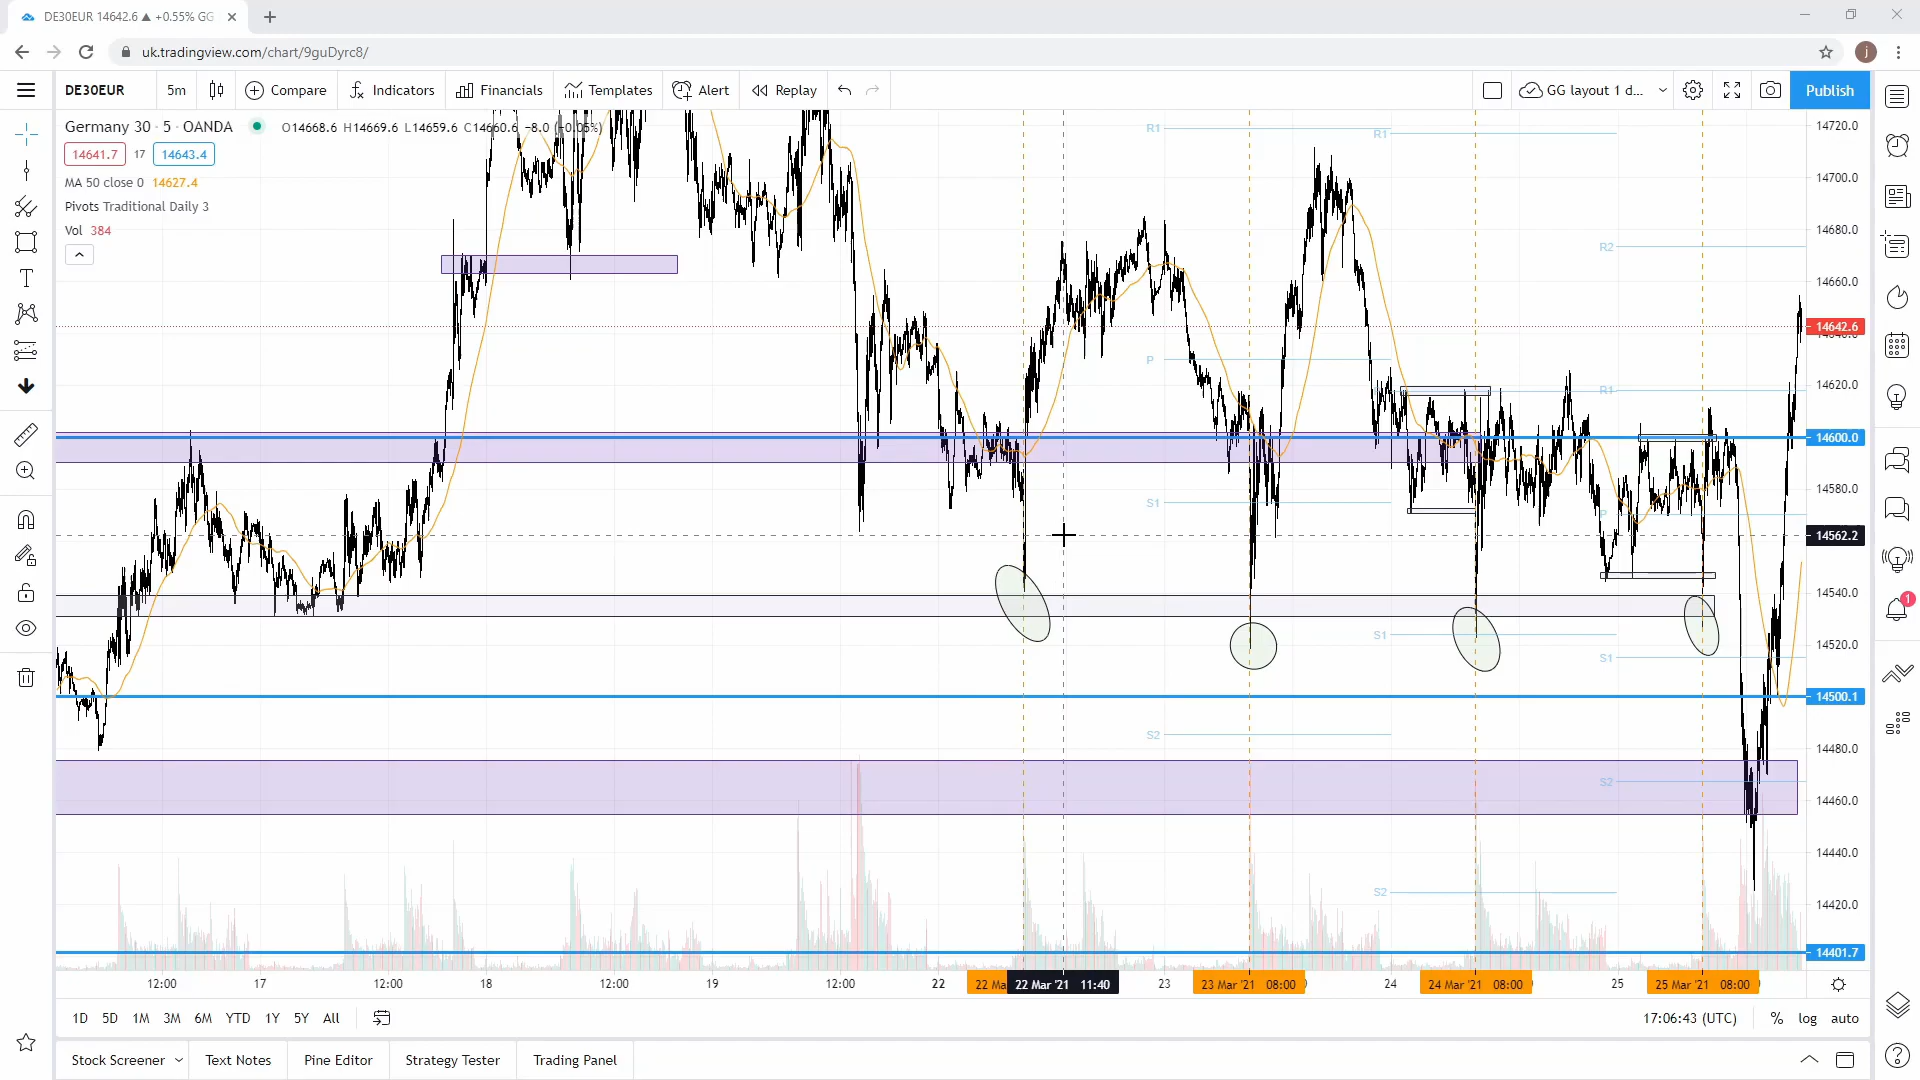 DE30EUR 14642.6 ▲ +0.55% GG
uk.tradingview.com/chart/9guDyrc8/
j
DE30EUR 5m Compare Indicators Financials Templates Alert Replay GG layout 1 d... Publish
Germany 30 · 5 · OANDA O14668.6 H14669.6 L14659.6 C14660.6 −8.0 (−0.05%)
14641.7 17 14643.4
MA 50 close 0 14627.4
Pivots Traditional Daily 3
Vol 384
R1
R1
R2
P
R1
S1
P
S1
S1
S2
S2
S2
14720.0
14700.0
14680.0
14660.0
14642.6
14620.0
14600.0
14580.0
14562.2
14540.0
14520.0
14500.1
14480.0
14460.0
14440.0
14420.0
14401.7
1
12:00 17 12:00 18 12:00 19 12:00 22 22 Ma 22 Mar '21 11:40 23 23 Mar '21 08:00 24 24 Mar '21 08:00 25 25 Mar '21 08:00
1D 5D 1M 3M 6M YTD 1Y 5Y All 17:06:43 (UTC) % log auto
Stock Screener Text Notes Pine Editor Strategy Tester Trading Panel